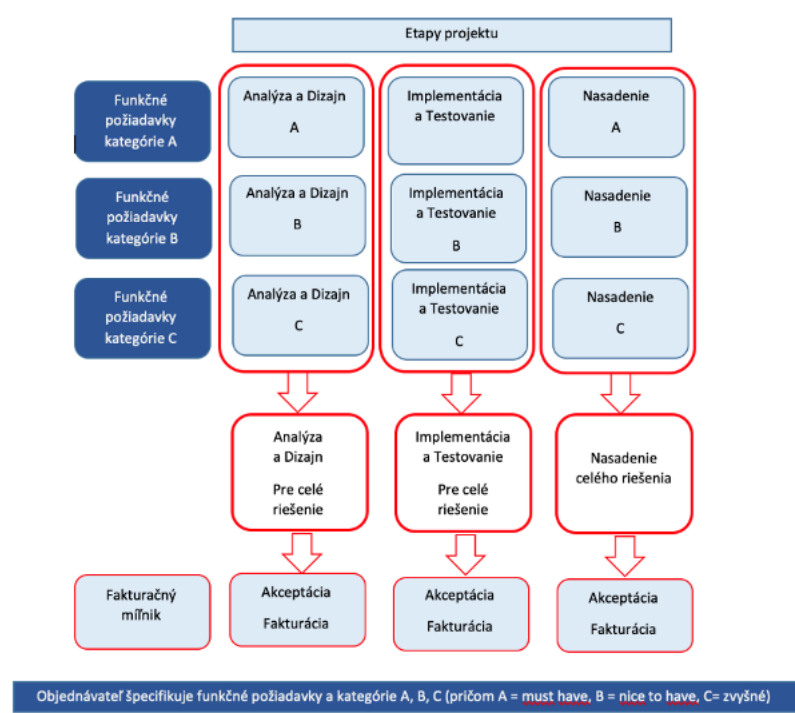 Etapy projektu
Funkčné
požiadavky
kategórie A
Analýza a Dizajn
A
Implementácia
a Testovanie
Nasadenie
A
Funkčné
požiadavky
kategórie B
Analýza a Dizajn
B
Implementácia
a Testovanie
B
Nasadenie
B
Funkčné
požiadavky
kategórie C
Analýza a Dizajn
C
Implementácia
a Testovanie
C
Nasadenie
C
Analýza
a Dizajn
Pre celé
riešenie
Implementácia
a Testovanie
Pre celé
riešenie
Nasadenie
celého riešenia
Fakturačný
míľnik
Akceptácia
Fakturácia
Akceptácia
Fakturácia
Akceptácia
Fakturácia
Objednávateľ špecifikuje funkčné požiadavky a kategórie A, B, C (pričom A = must have, B = nice to have, C= zvyšné)